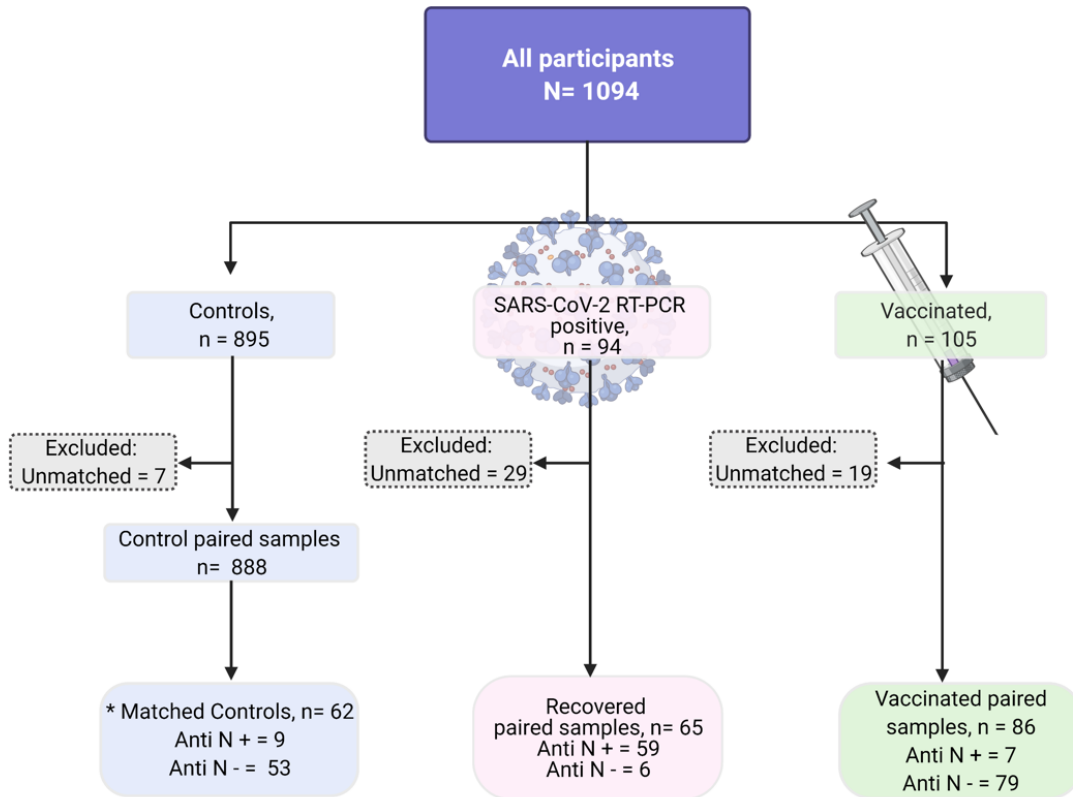 All participants
N= 1094
Controls,
n = 895
SARS-CoV-2 RT-PCR
positive,
n = 94
Vaccinated,
n = 105
Excluded:
Unmatched = 7
Excluded:
Unmatched = 29
Excluded:
Unmatched = 19
Control paired samples
n=  888
* Matched Controls, n= 62
Anti N + = 9
Anti N - =  53
Recovered
paired samples, n= 65
Anti N + = 59
Anti N - = 6
Vaccinated paired
samples, n = 86
Anti N + = 7
Anti N - = 79